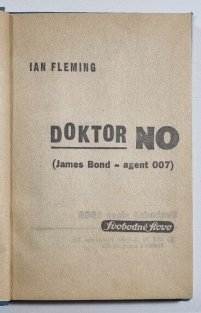 IAN FLEMING
DOKTOR NO
(James Bond – agent 007)
Svobodné slovo